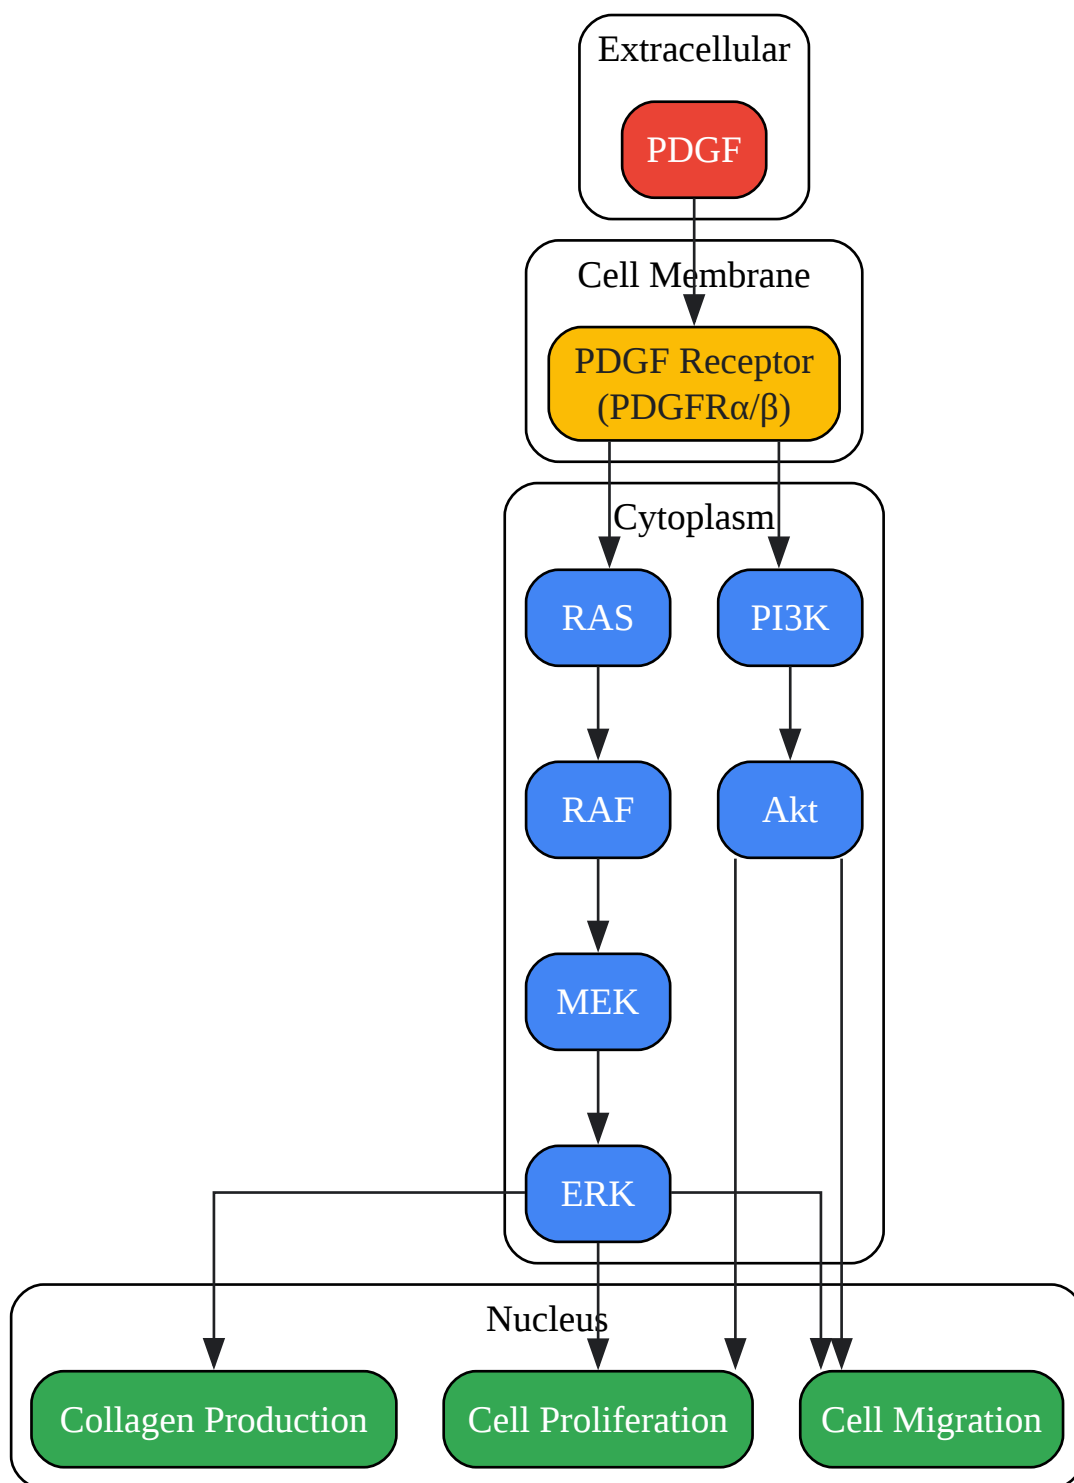 Extracellular
PDGF
Cell Membrane
PDGF Receptor
(PDGFRα/β)
Cytoplasm
RAS
PI3K
RAF
Akt
MEK
ERK
Nucleus
Collagen Production
Cell Proliferation
Cell Migration